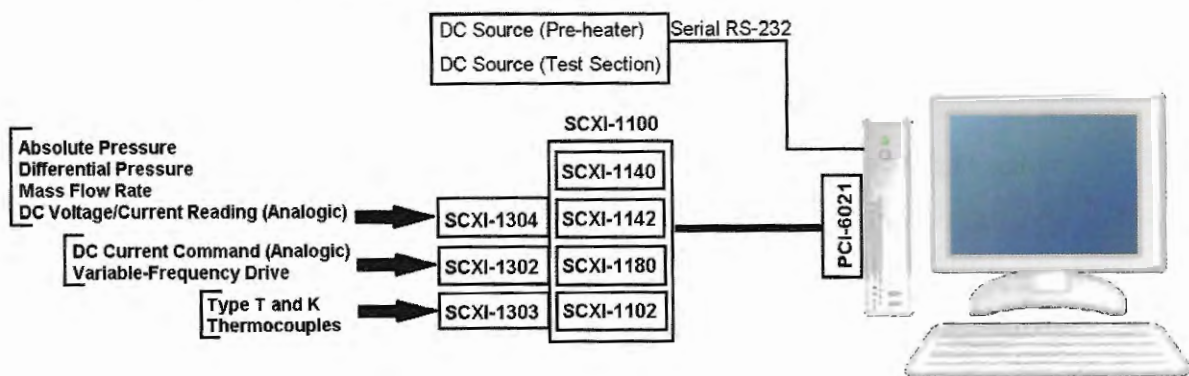 DC Source (Pre-heater)
Serial RS-232
DC Source (Test Section)
SCXI-1100
Absolute Pressure
Differential Pressure
Mass Flow Rate
DC Voltage/Current Reading (Analogic)
SCXI-1140
SCXI-1304
SCXI-1142
DC Current Command (Analogic)
Variable-Frequency Drive
SCXI-1302
SCXI-1180
Type T and K
Thermocouples
SCXI-1303
SCXI-1102
PCI-6021